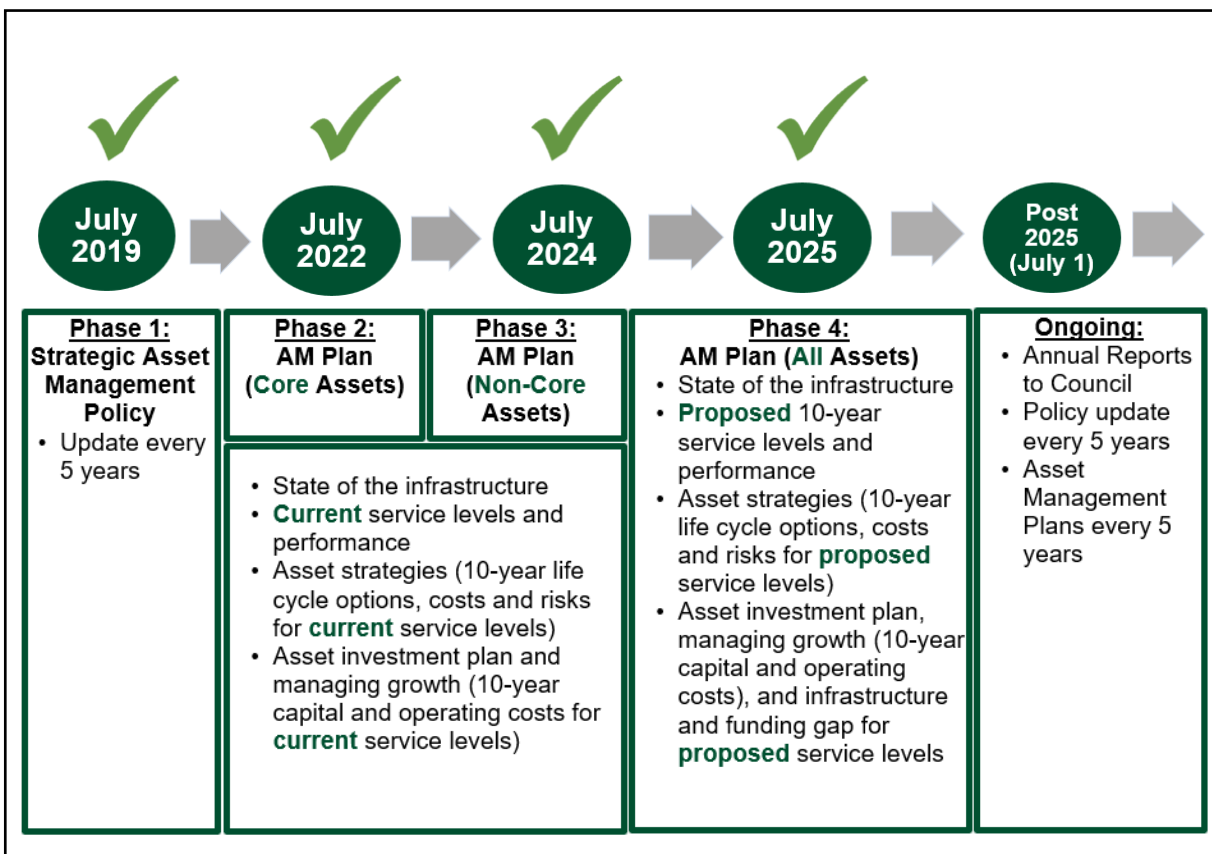 July
2019
July
2022
July
2024
July
2025
Post
2025
(July 1)
Phase 1:
Strategic Asset
Management
Policy
• Update every
5 years
Phase 2:
AM Plan
(Core Assets)
Phase 3:
AM Plan
(Non-Core
Assets)
• State of the infrastructure
• Current service levels and
performance
• Asset strategies (10-year life
cycle options, costs and risks
for current service levels)
• Asset investment plan and
managing growth (10-year
capital and operating costs for
current service levels)
Phase 4:
AM Plan (All Assets)
• State of the infrastructure
• Proposed 10-year
service levels and
performance
• Asset strategies (10-year
life cycle options, costs
and risks for proposed
service levels)
• Asset investment plan,
managing growth (10-year
capital and operating
costs), and infrastructure
and funding gap for
proposed service levels
Ongoing:
• Annual Reports
to Council
• Policy update
every 5 years
• Asset
Management
Plans every 5
years